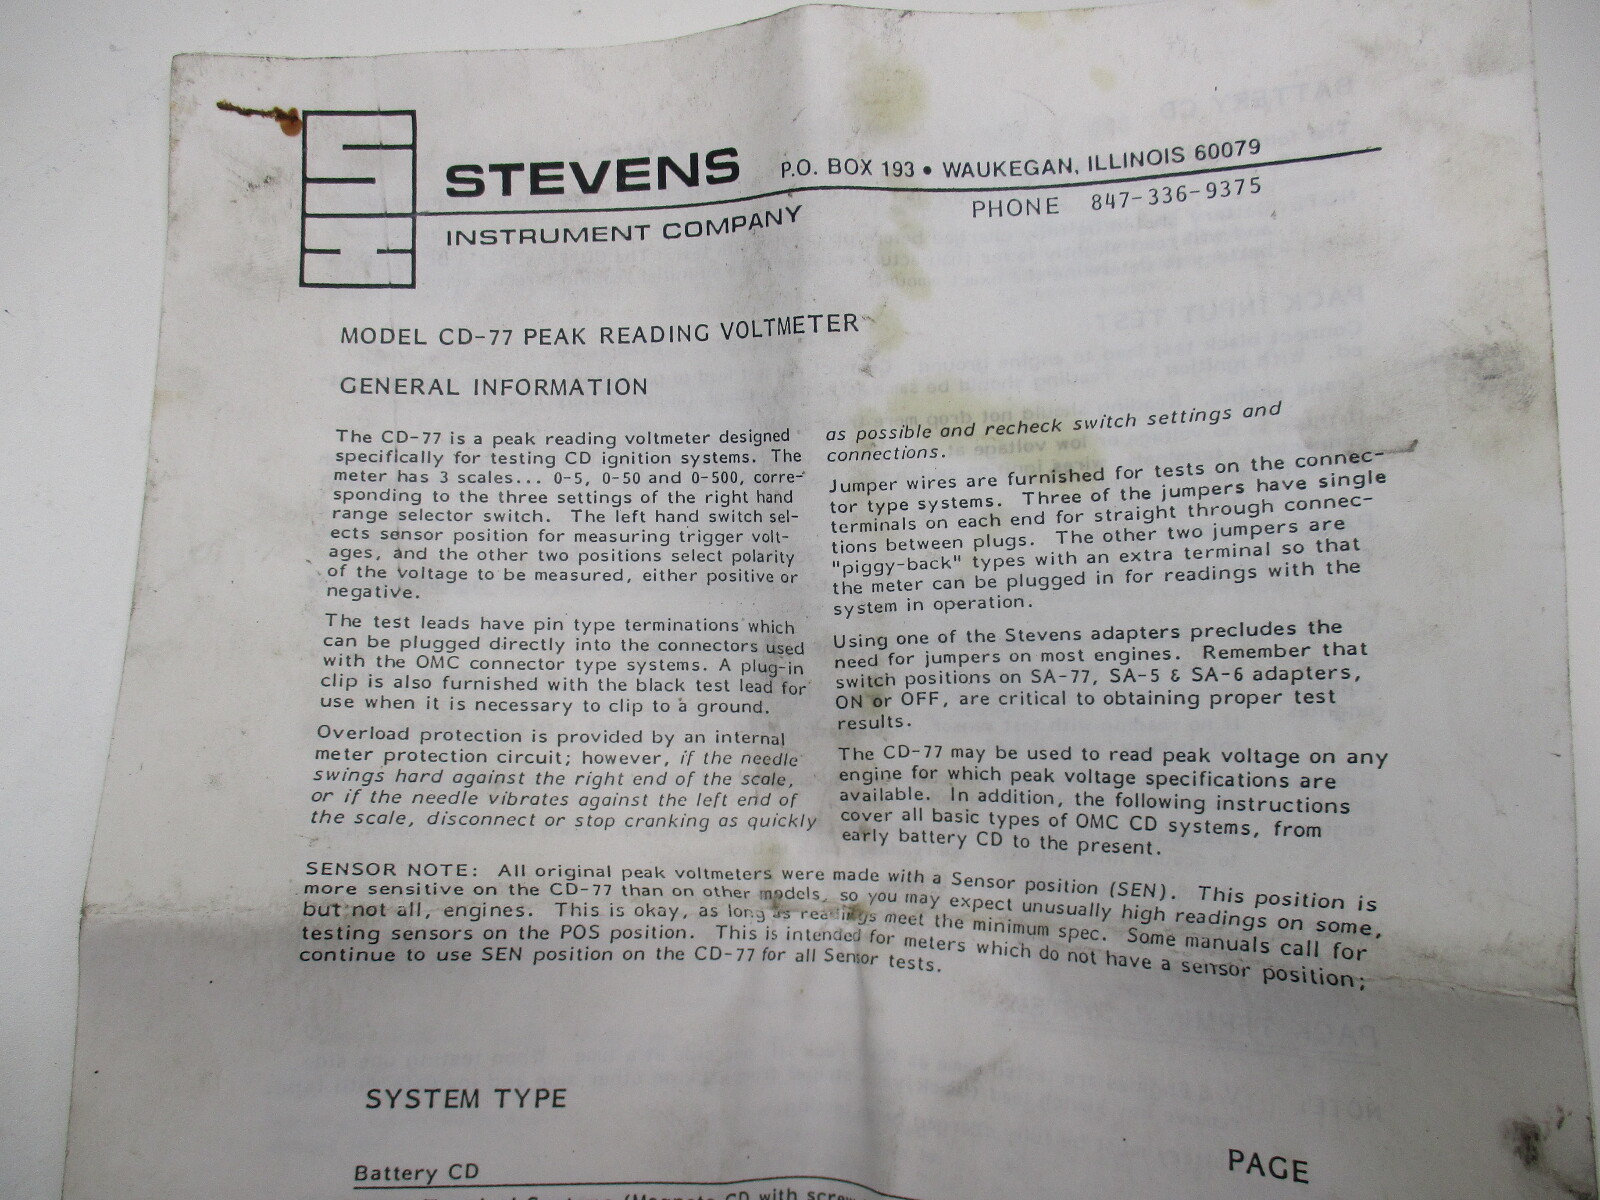 STEVENS
P.O. BOX 193 • WAUKEGAN, ILLINOIS 60079
INSTRUMENT COMPANY
PHONE 847-336-9375
MODEL CD-77 PEAK READING VOLTMETER
GENERAL INFORMATION
The CD-77 is a peak reading voltmeter designed
specifically for testing CD ignition systems. The
meter has 3 scales... 0-5, 0-50 and 0-500, corre-
sponding to the three settings of the right hand
range selector switch. The left hand switch sel-
ects sensor position for measuring trigger volt-
ages, and the other two positions select polarity
of the voltage to be measured, either positive or
negative.
The test leads have pin type terminations which
can be plugged directly into the connectors used
with the OMC connector type systems. A plug-in
clip is also furnished with the black test lead for
use when it is necessary to clip to a ground.
Overload protection is provided by an internal
meter protection circuit; however, if the needle
swings hard against the right end of the scale,
or if the needle vibrates against the left end of
the scale, disconnect or stop cranking as quickly
as possible and recheck switch settings and
connections.
Jumper wires are furnished for tests on the connec-
tor type systems. Three of the jumpers have single
terminals on each end for straight through connec-
tions between plugs. The other two jumpers are
"piggy-back" types with an extra terminal so that
the meter can be plugged in for readings with the
system in operation.
Using one of the Stevens adapters precludes the
need for jumpers on most engines. Remember that
switch positions on SA-77, SA-5 & SA-6 adapters,
ON or OFF, are critical to obtaining proper test
results.
The CD-77 may be used to read peak voltage on any
engine for which peak voltage specifications are
available. In addition, the following instructions
cover all basic types of OMC CD systems, from
early battery CD to the present.
SENSOR NOTE: All original peak voltmeters were made with a Sensor position (SEN). This position is
more sensitive on the CD-77 than on other models, so you may expect unusually high readings on some,
but not all, engines. This is okay, as long as readings meet the minimum spec. Some manuals call for
testing sensors on the POS position. This is intended for meters which do not have a sensor position;
continue to use SEN position on the CD-77 for all Sensor tests.
SYSTEM TYPE
PAGE
Battery CD
(Magneto CD with screw